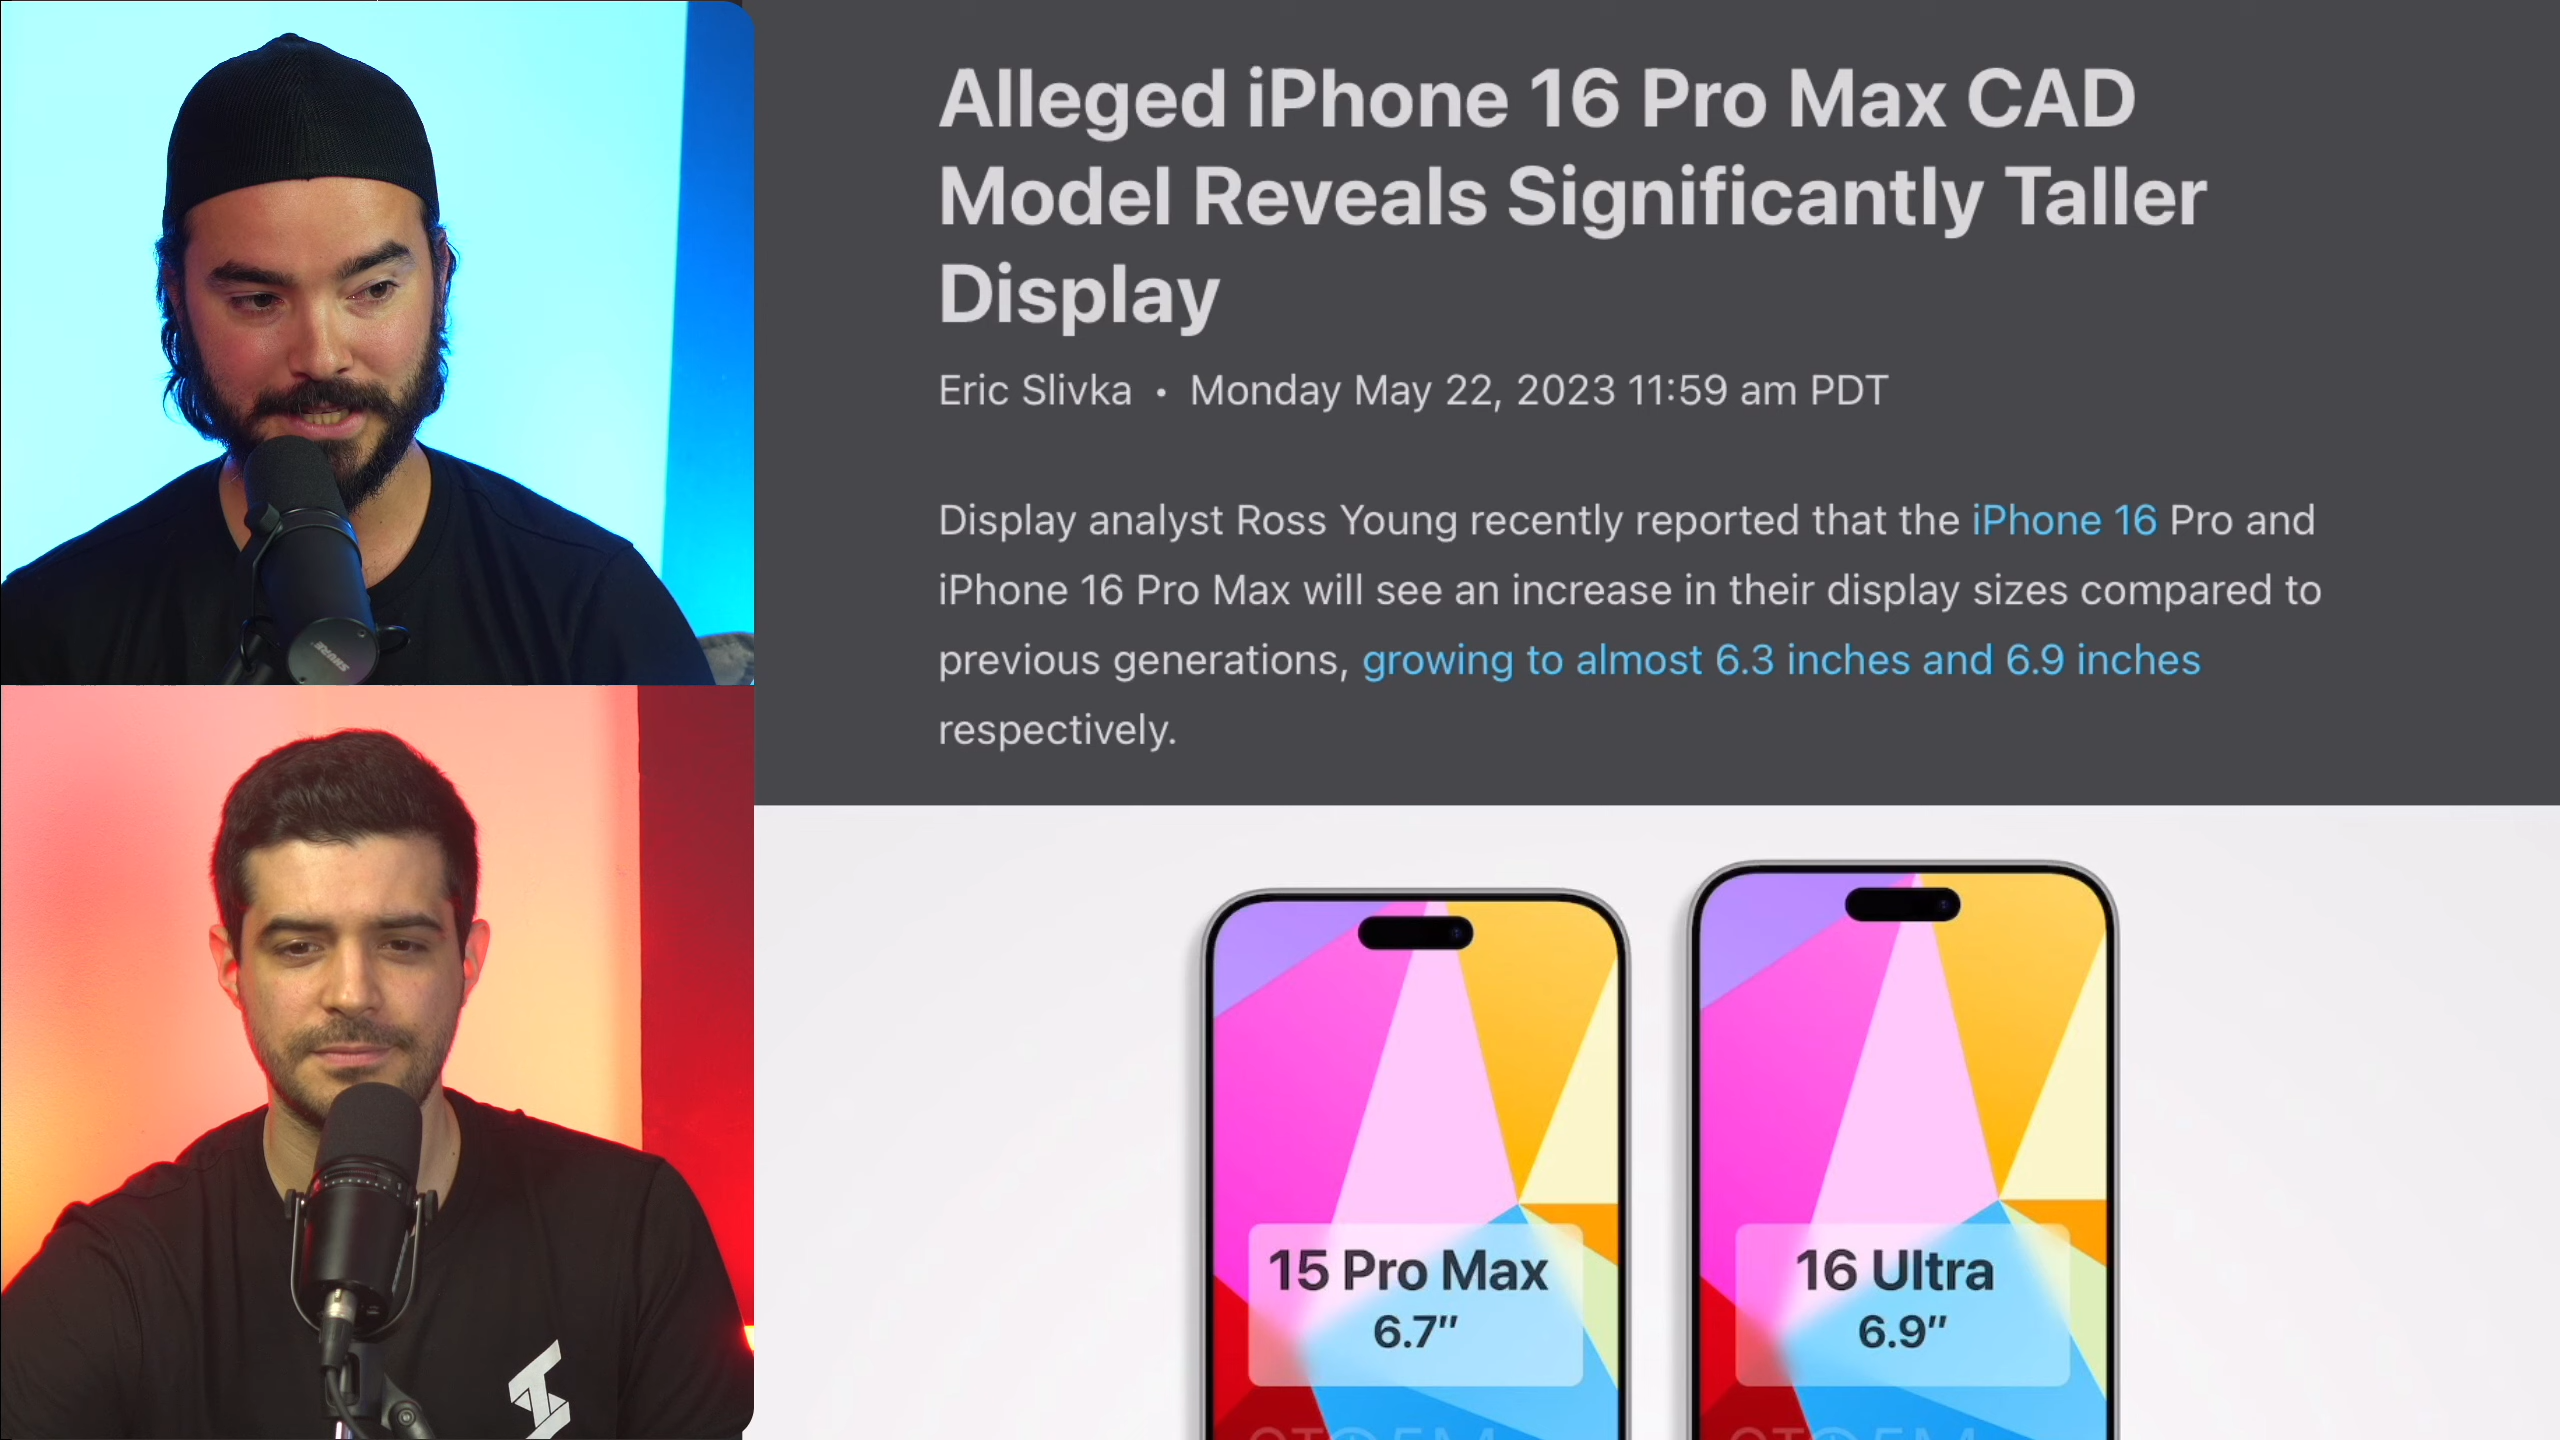 Alleged iPhone 16 Pro Max CAD
Model Reveals Significantly Taller
Display
Eric Slivka • Monday May 22, 2023 11:59 am PDT
Display analyst Ross Young recently reported that the iPhone 16 Pro and
iPhone 16 Pro Max will see an increase in their display sizes compared to
previous generations, growing to almost 6.3 inches and 6.9 inches
respectively.
15 Pro Max
6.7″
16 Ultra
6.9″
SHURE